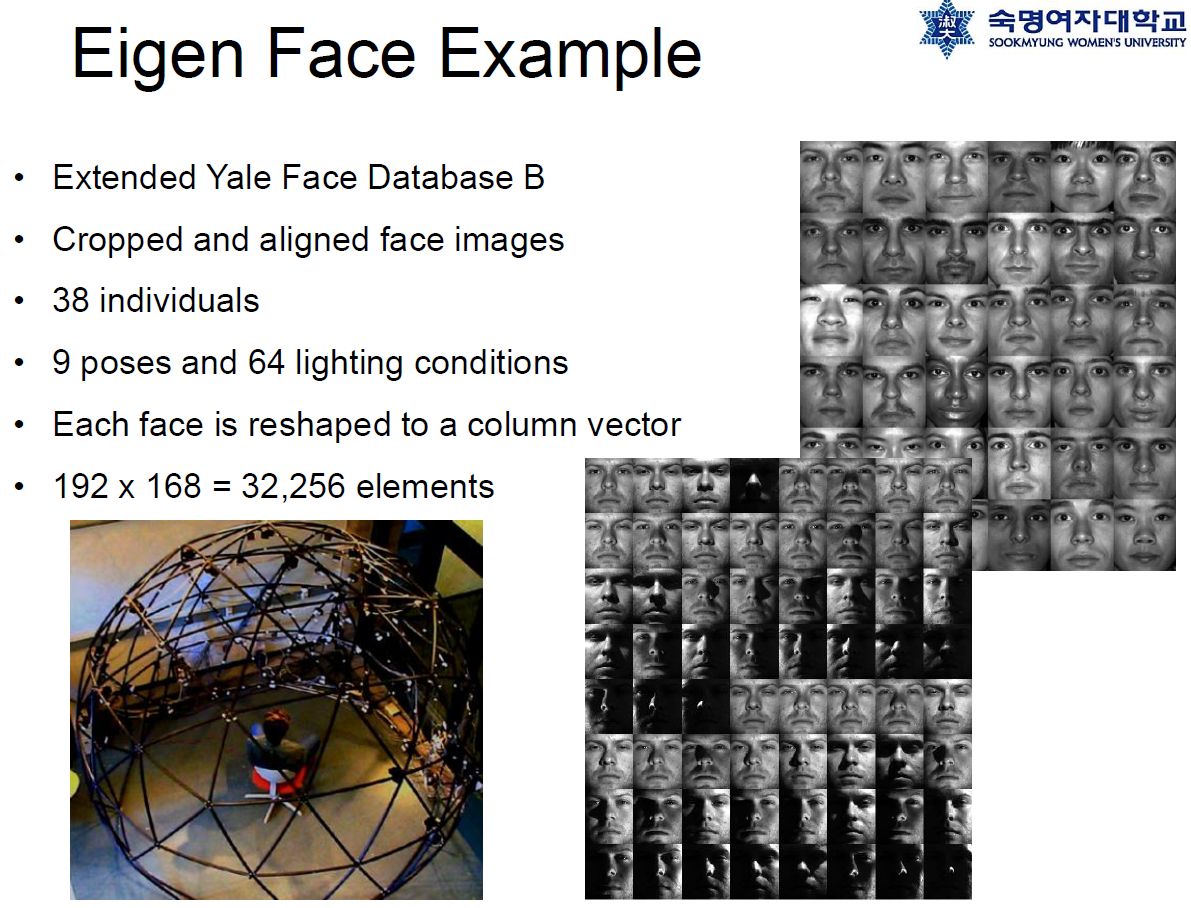 Eigen Face Example
淑大
숙명여자대학교
SOOKMYUNG WOMEN'S UNIVERSITY
• Extended Yale Face Database B
• Cropped and aligned face images
• 38 individuals
• 9 poses and 64 lighting conditions
• Each face is reshaped to a column vector
• 192 x 168 = 32,256 elements